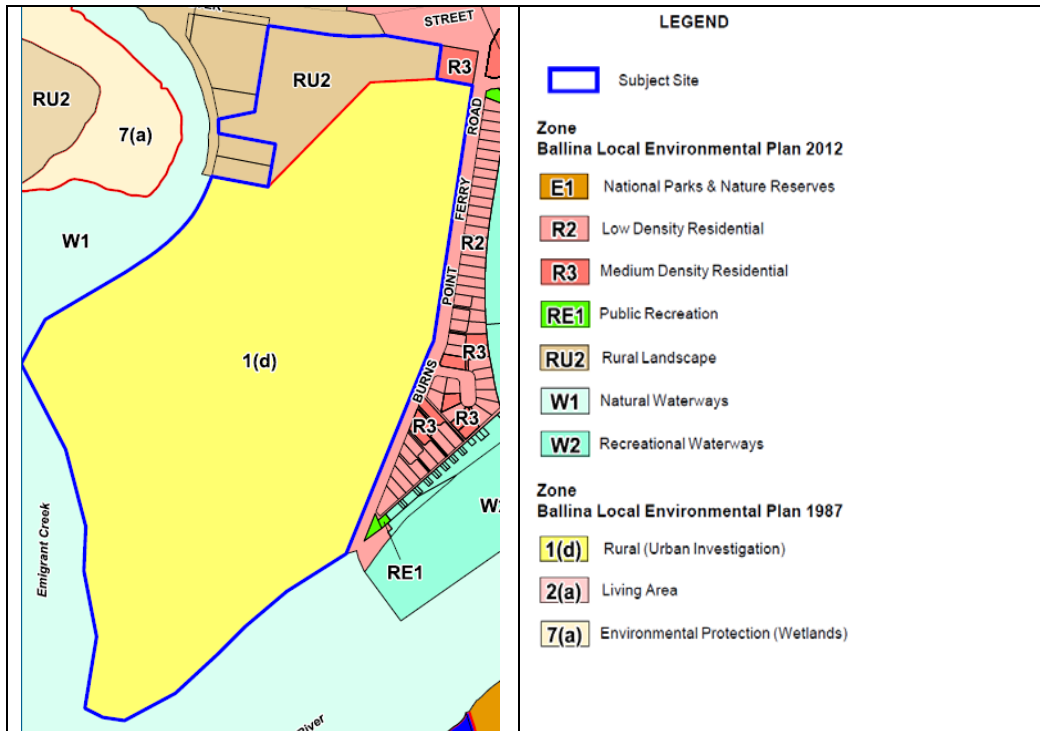 STREET
R3
RU2
RU2
7(a)
ROAD
FERRY
W1
R2
POINT
1(d)
R3
BURNS
R3
R3
W2
RE1
Emigrant Creek
River
LEGEND
Subject Site
Zone
Ballina Local Environmental Plan 2012
E1 National Parks & Nature Reserves
R2 Low Density Residential
R3 Medium Density Residential
RE1 Public Recreation
RU2 Rural Landscape
W1 Natural Waterways
W2 Recreational Waterways
Zone
Ballina Local Environmental Plan 1987
1(d) Rural (Urban Investigation)
2(a) Living Area
7(a) Environmental Protection (Wetlands)